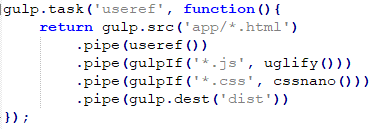 gulp.task('useref', function(){
    return gulp.src('app/*.html')
        .pipe(useref())
        .pipe(gulpIf('*.js', uglify()))
        .pipe(gulpIf('*.css', cssnano()))
        .pipe(gulp.dest('dist'))
});